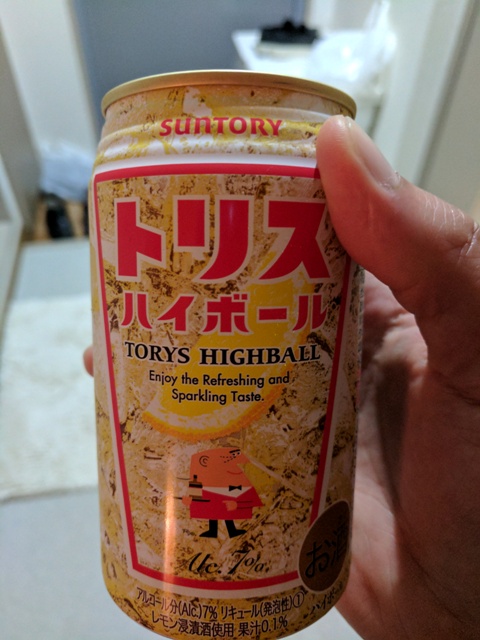 SUNTORY
トリス
ハイボール
TORYS HIGHBALL
Enjoy the Refreshing and
Sparkling Taste.
Alc. 7%
お酒
アルコール分(Alc.)7% リキュール(発泡性)①
レモン浸漬酒使用 果汁0.1%